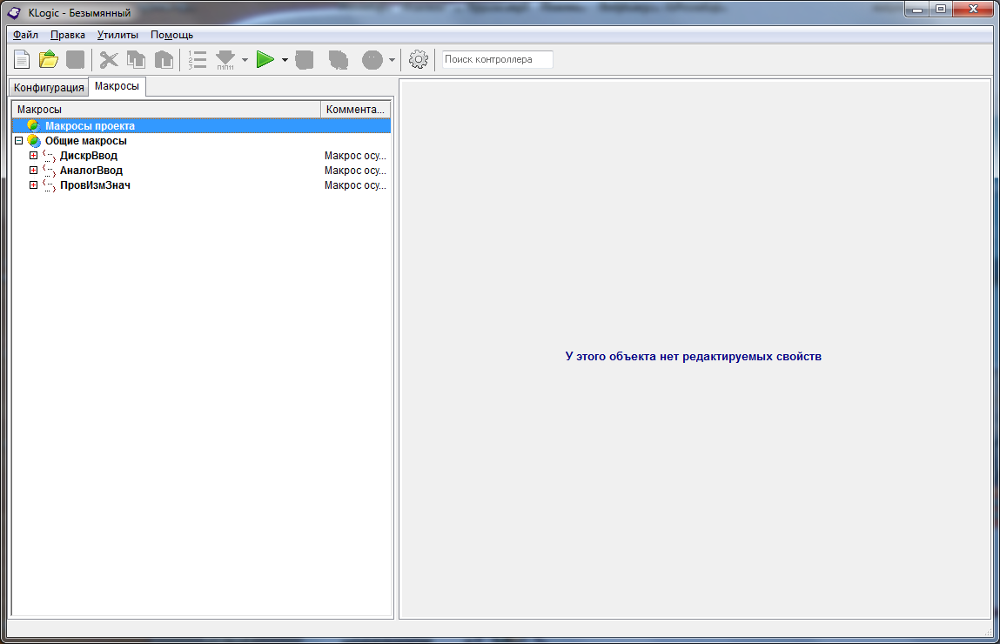 KLogic - Безымянный
Файл Правка Утилиты Помощь
Поиск контроллера
Конфигурация Макросы
Макросы Коммента...
Макросы проекта
Общие макросы
ДискрВвод Макрос осу...
АналогВвод Макрос осу...
ПровИзмЗнач Макрос осу...
У этого объекта нет редактируемых свойств